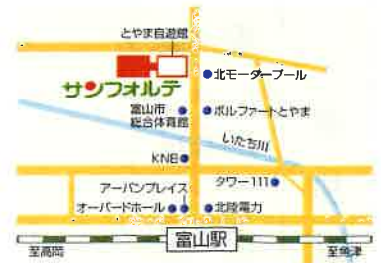 とやま自遊館
サンフォルテ
北モータープール
富山市
総合体育館
ボルファートとやま
いたち川
KNB
アーバンプレイス
タワー111
オーバードホール
北陸電力
富山駅
至高岡
至魚津